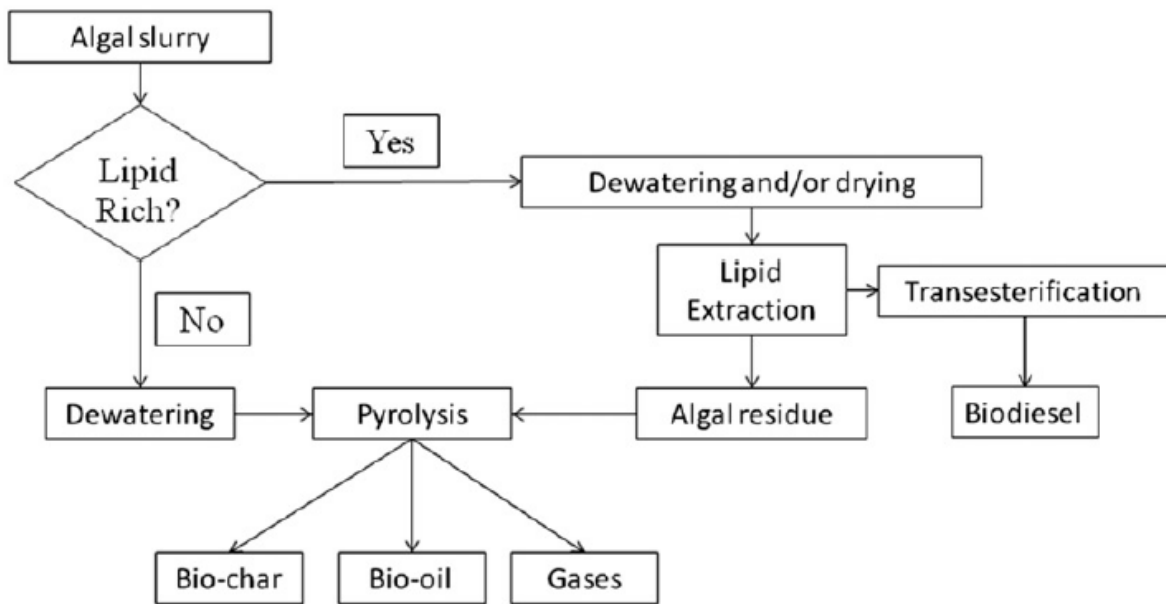 Algal slurry
Yes
Lipid
Rich?
Dewatering and/or drying
Lipid
Extraction
Transesterification
No
Dewatering
Pyrolysis
Algal residue
Biodiesel
Bio-char
Bio-oil
Gases